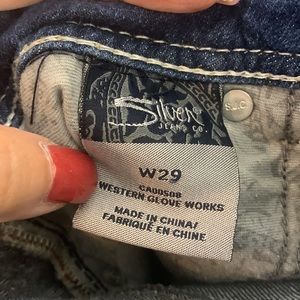 Silver
JEANS CO.
S.J.C
W29
CA00508
WESTERN GLOVE WORKS
MADE IN CHINA/
FABRIQUÉ EN CHINE